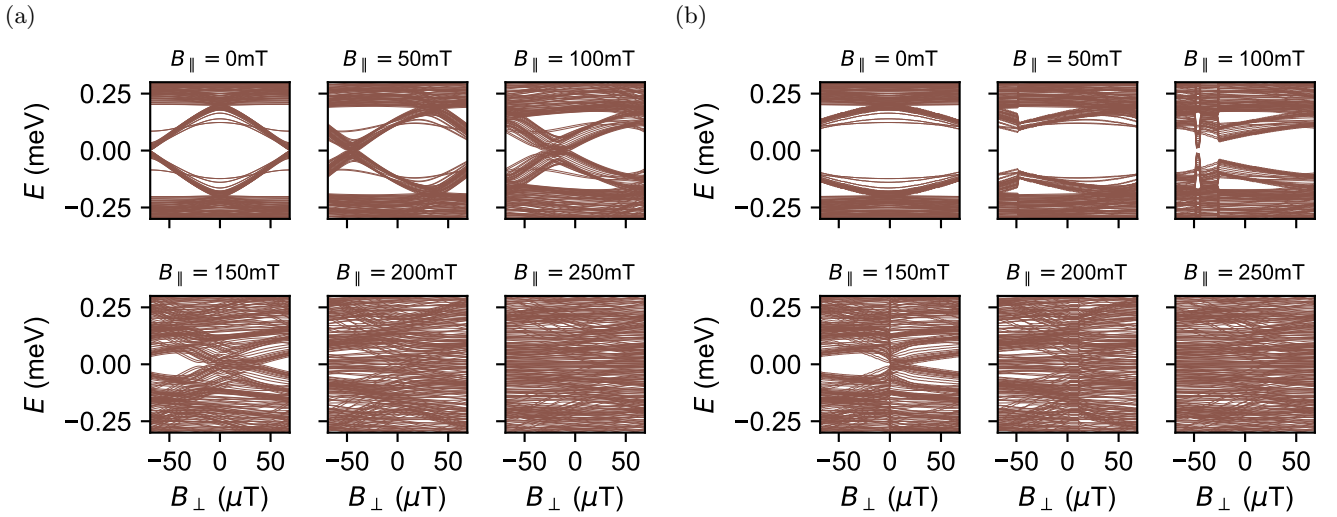 (a)
(b)
B∥ = 0mT
B∥ = 50mT
B∥ = 100mT
B∥ = 0mT
B∥ = 50mT
B∥ = 100mT
E (meV)
0.25
0.00
−0.25
E (meV)
0.25
0.00
−0.25
B∥ = 150mT
B∥ = 200mT
B∥ = 250mT
B∥ = 150mT
B∥ = 200mT
B∥ = 250mT
E (meV)
0.25
0.00
−0.25
E (meV)
0.25
0.00
−0.25
−50 0 50
−50 0 50
−50 0 50
−50 0 50
−50 0 50
−50 0 50
B⊥ (μT)
B⊥ (μT)
B⊥ (μT)
B⊥ (μT)
B⊥ (μT)
B⊥ (μT)